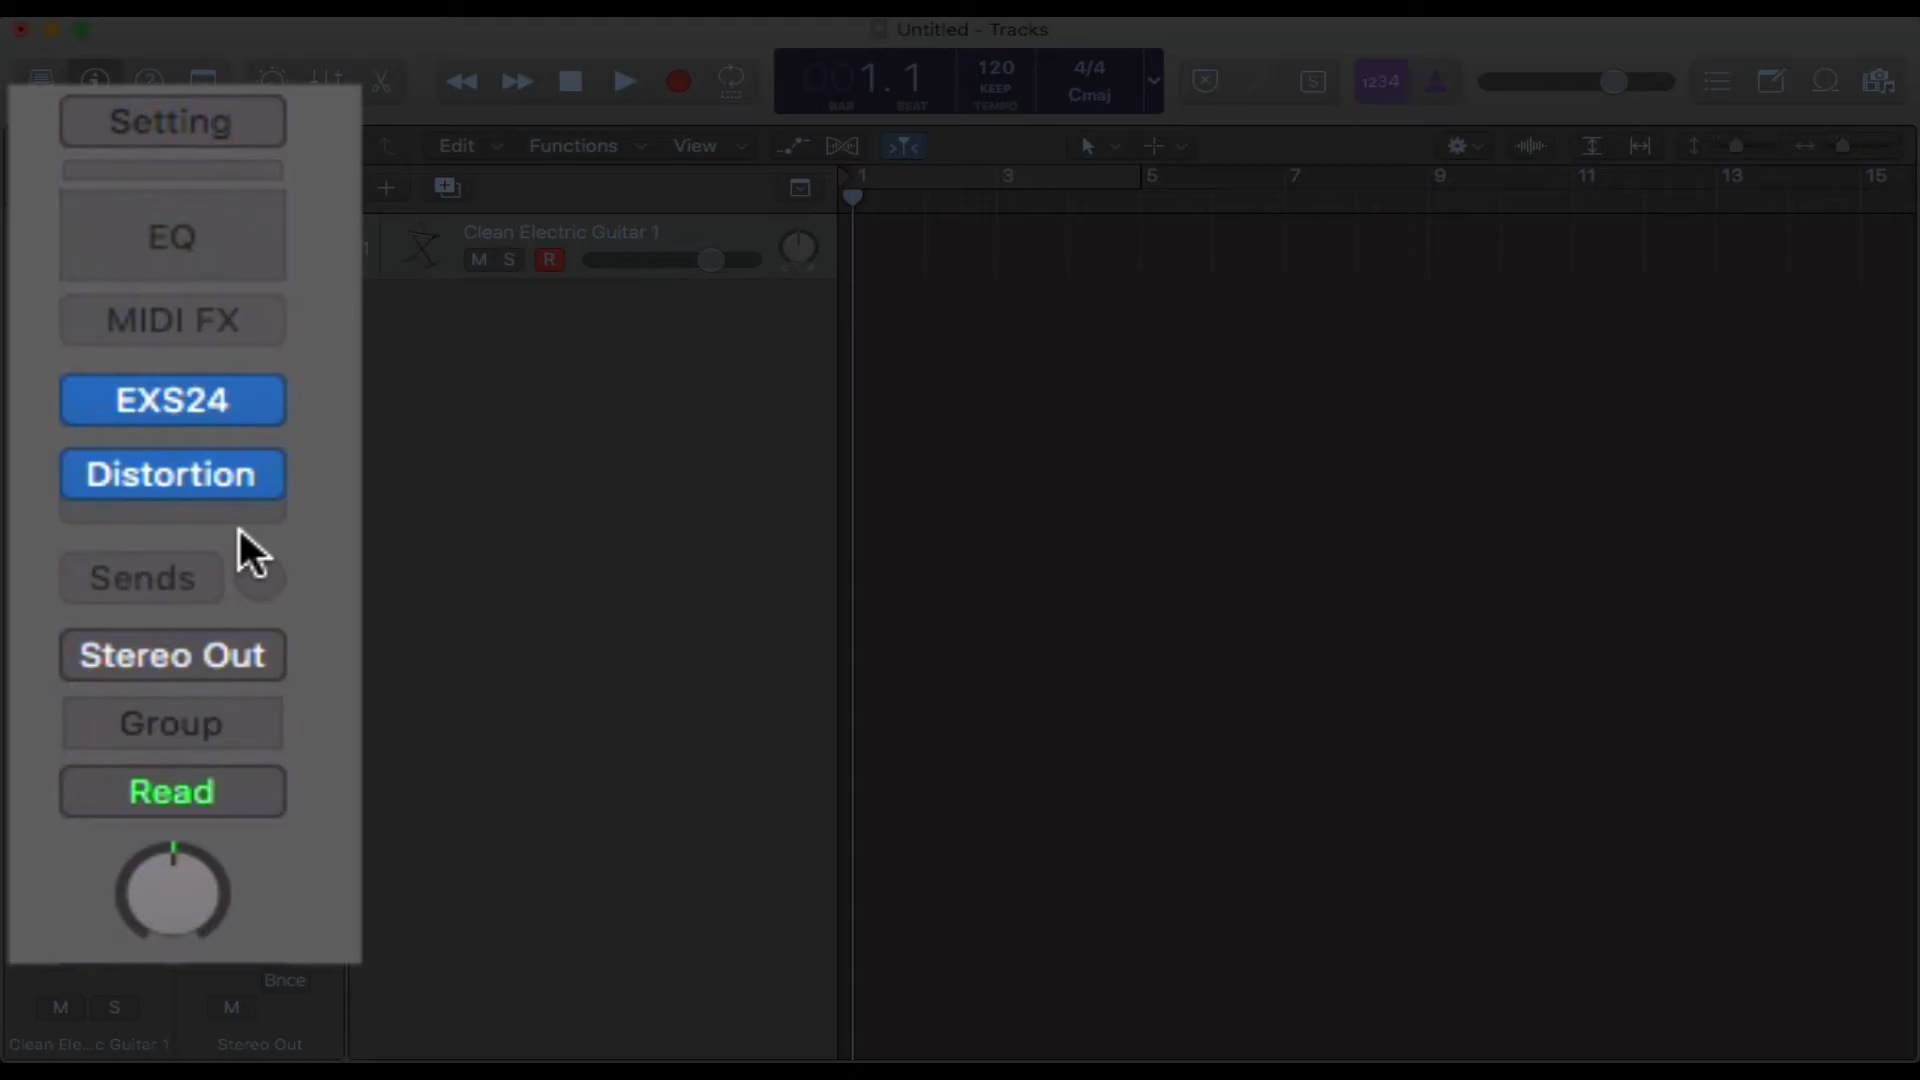 Untitled - Tracks
001.1
BAR BEAT
120
KEEP
TEMPO
4/4
Cmaj
S
1234
Setting
EQ
MIDI FX
EXS24
Distortion
Sends
Stereo Out
Group
Read
Bnce
M S M
Clean Ele...c Guitar 1 Stereo Out
Edit Functions View
1 3 5 7 9 11 13 15
1 Clean Electric Guitar 1
M S R